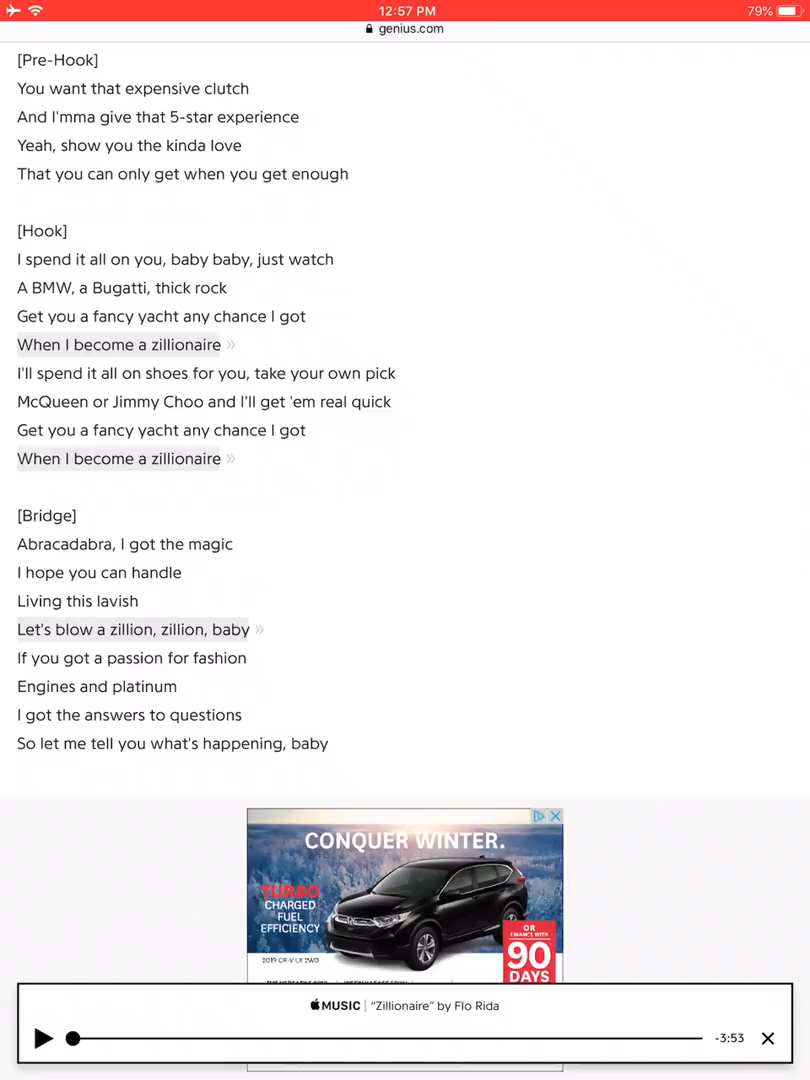 12:57 PM
79%
genius.com
[Pre-Hook]
You want that expensive clutch
And I'mma give that 5-star experience
Yeah, show you the kinda love
That you can only get when you get enough
[Hook]
I spend it all on you, baby baby, just watch
A BMW, a Bugatti, thick rock
Get you a fancy yacht any chance I got
When I become a zillionaire »
I'll spend it all on shoes for you, take your own pick
McQueen or Jimmy Choo and I'll get 'em real quick
Get you a fancy yacht any chance I got
When I become a zillionaire »
[Bridge]
Abracadabra, I got the magic
I hope you can handle
Living this lavish
Let's blow a zillion, zillion, baby »
If you got a passion for fashion
Engines and platinum
I got the answers to questions
So let me tell you what's happening, baby
CONQUER WINTER.
TURBO
CHARGED
FUEL
EFFICIENCY
2019 CR-V LX 2WD
OR
FINANCE WITH
90
DAYS
MUSIC | “Zillionaire” by Flo Rida
-3:53